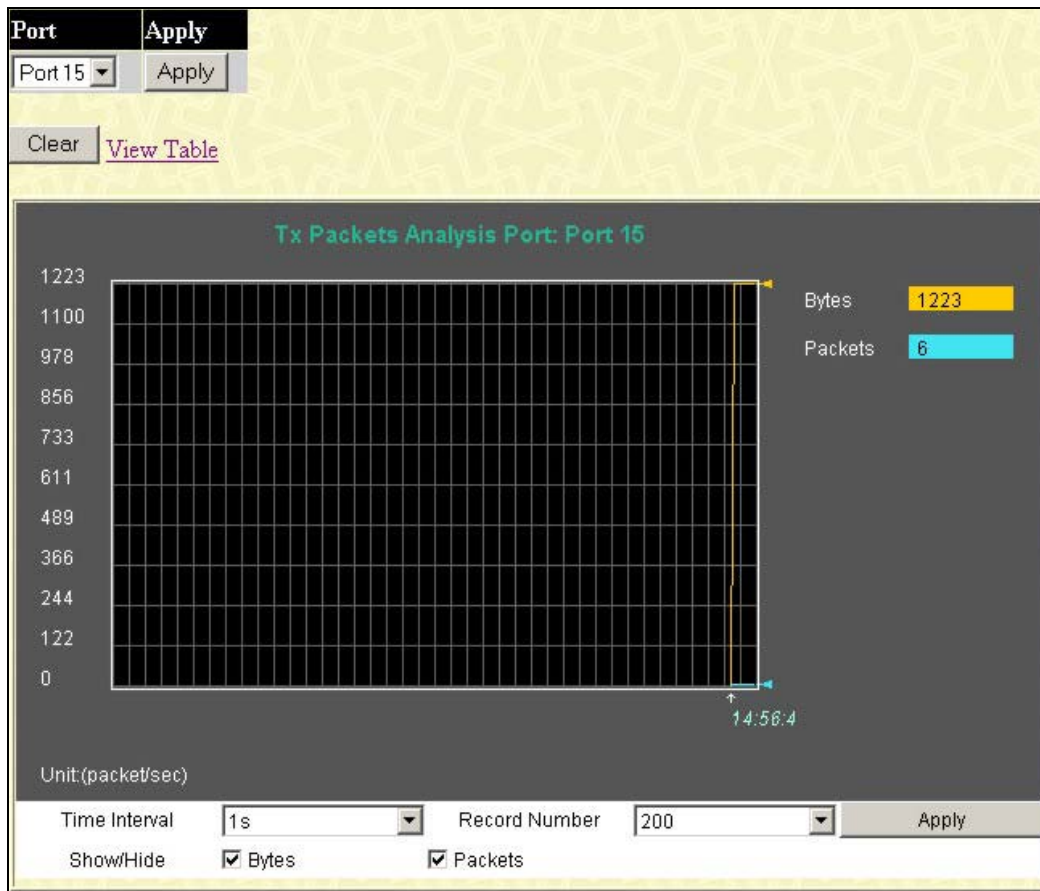 Port Apply
Port 15 Apply
Clear View Table
Tx Packets Analysis Port: Port 15
1223
1100
978
856
733
611
489
366
244
122
0
Bytes 1223
Packets 6
14:56:4
Unit:(packet/sec)
Time Interval 1s Record Number 200 Apply
Show/Hide Bytes Packets